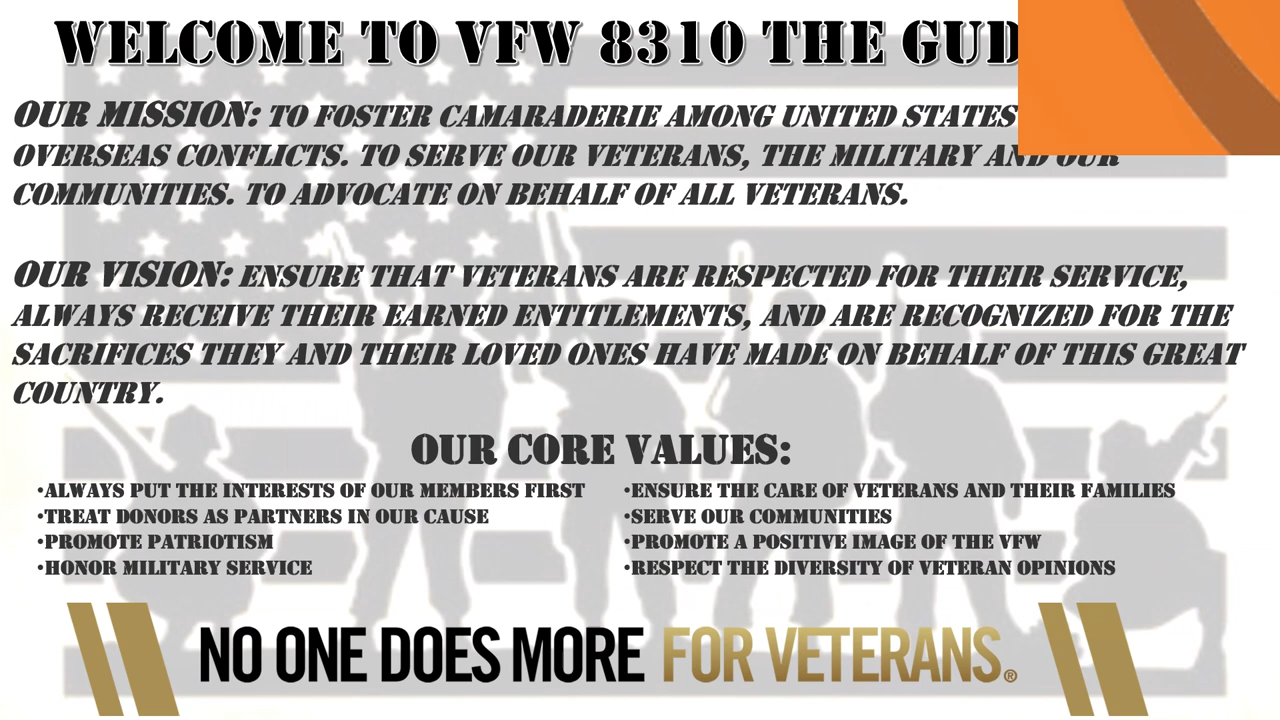 WELCOME TO VFW 8310 THE
OUR MISSION: TO FOSTER CAMARADERIE AMONG UNITED STATES
OVERSEAS CONFLICTS. TO SERVE OUR VETERANS, THE MILITARY AND OUR
COMMUNITIES. TO ADVOCATE ON BEHALF OF ALL VETERANS.
OUR VISION: ENSURE THAT VETERANS ARE RESPECTED FOR THEIR SERVICE,
ALWAYS RECEIVE THEIR EARNED ENTITLEMENTS, AND ARE RECOGNIZED FOR THE
SACRIFICES THEY AND THEIR LOVED ONES HAVE MADE ON BEHALF OF THIS GREAT
COUNTRY.
OUR CORE VALUES:
•ALWAYS PUT THE INTERESTS OF OUR MEMBERS FIRST
•TREAT DONORS AS PARTNERS IN OUR CAUSE
•PROMOTE PATRIOTISM
•HONOR MILITARY SERVICE
•ENSURE THE CARE OF VETERANS AND THEIR FAMILIES
•SERVE OUR COMMUNITIES
•PROMOTE A POSITIVE IMAGE OF THE VFW
•RESPECT THE DIVERSITY OF VETERAN OPINIONS
NO ONE DOES MORE FOR VETERANS.®